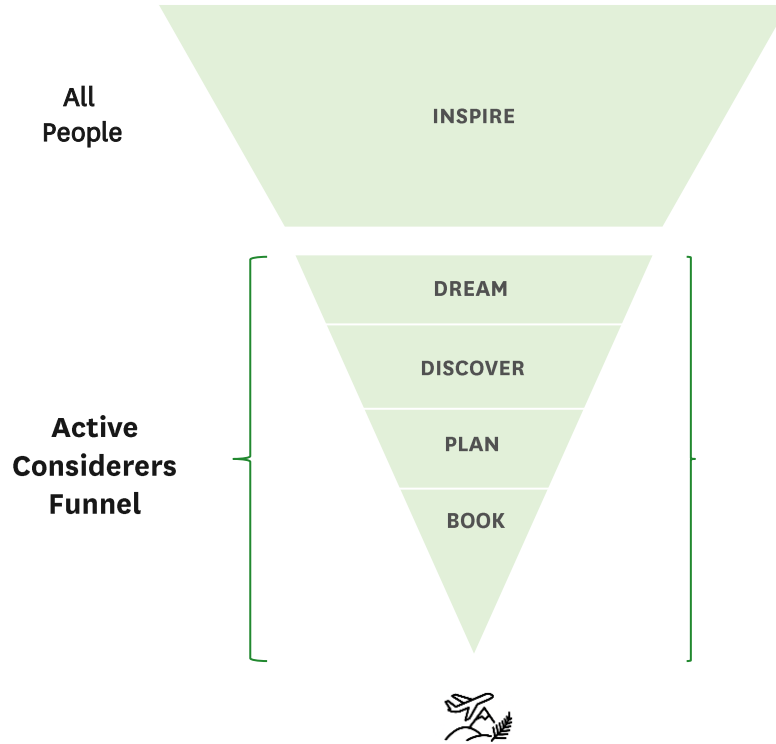 All
People
INSPIRE
DREAM
DISCOVER
Active
Considerers
Funnel
PLAN
BOOK